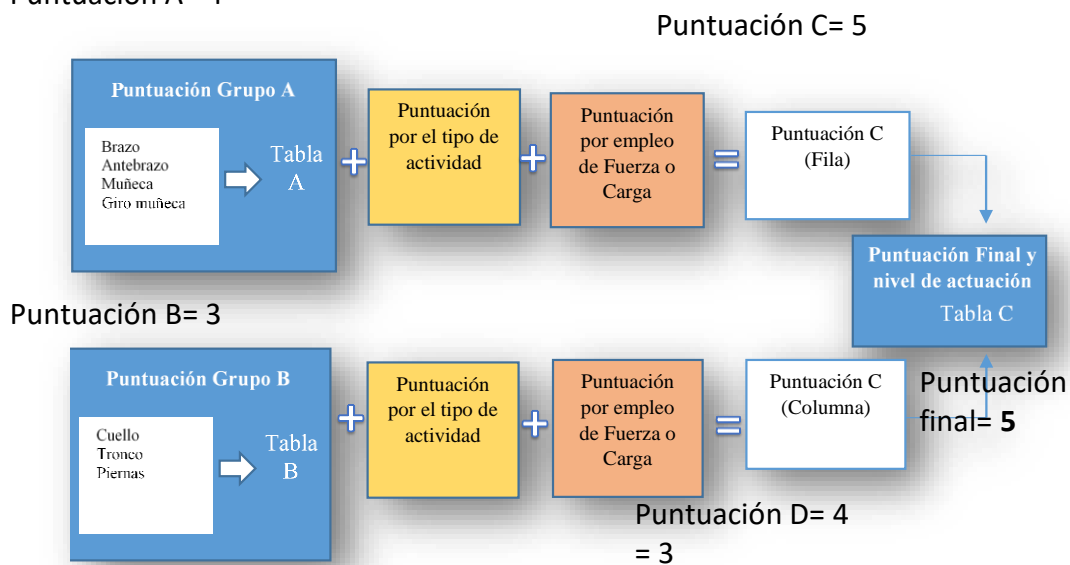 Puntuación C= 5
Puntuación Grupo A
Brazo
Antebrazo
Muñeca
Giro muñeca
Tabla
A
+
Puntuación
por el tipo de
actividad
+
Puntuación
por empleo
de Fuerza o
Carga
=
Puntuación C
(Fila)
Puntuación Final y
nivel de actuación
Tabla C
Puntuación B= 3
Puntuación Grupo B
Cuello
Tronco
Piernas
Tabla
B
+
Puntuación
por el tipo de
actividad
+
Puntuación
por empleo
de Fuerza o
Carga
=
Puntuación C
(Columna)
Puntuación
final= 5
Puntuación D= 4
= 3